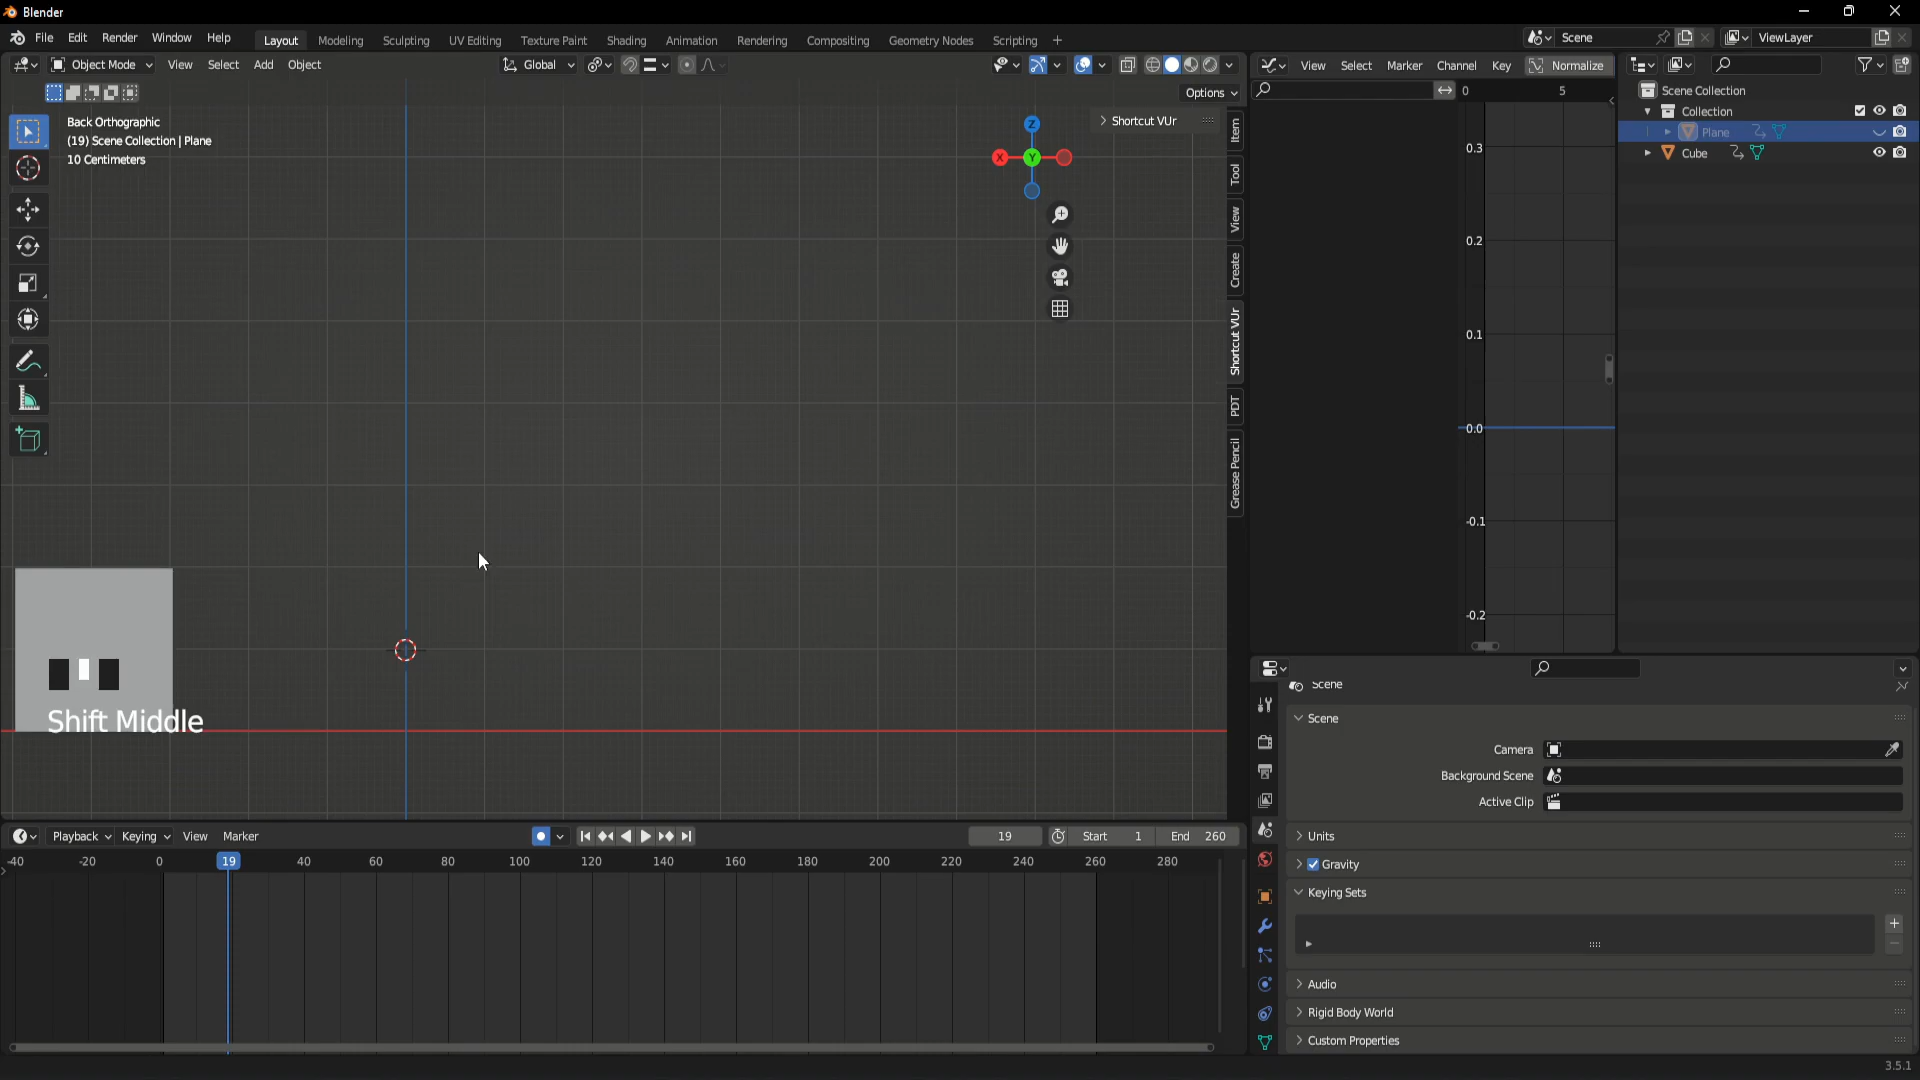 Blender
File Edit Render Window Help Layout Modeling Sculpting UV Editing Texture Paint Shading Animation Rendering Compositing Geometry Nodes Scripting + Scene ViewLayer
Object Mode View Select Add Object Global View Select Marker Channel Key Normalize
Options 0 5
Back Orthographic
(19) Scene Collection | Plane
10 Centimeters
Z
X
Y
Shortcut VUr
Item
Tool
View
Create
Shortcut VUr
PDT
Grease Pencil
0.3
0.2
0.1
0.0
-0.1
-0.2
Scene Collection
Collection
Plane
Cube
Shift Middle
Scene
Scene
Camera
Background Scene
Active Clip
Units
Gravity
Keying Sets
Audio
Rigid Body World
Custom Properties
Playback Keying View Marker 19 Start 1 End 260
-40 -20 0 19 40 60 80 100 120 140 160 180 200 220 240 260 280
3.5.1